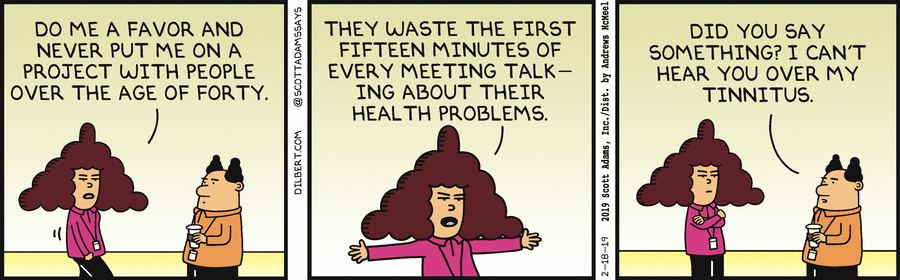 DO ME A FAVOR AND
NEVER PUT ME ON A
PROJECT WITH PEOPLE
OVER THE AGE OF FORTY.
DILBERT.COM @SCOTTADAMSSAYS
THEY WASTE THE FIRST
FIFTEEN MINUTES OF
EVERY MEETING TALK-
ING ABOUT THEIR
HEALTH PROBLEMS.
2-18-19 2019 Scott Adams, Inc./Dist. by Andrews McMeel
DID YOU SAY
SOMETHING? I CAN'T
HEAR YOU OVER MY
TINNITUS.